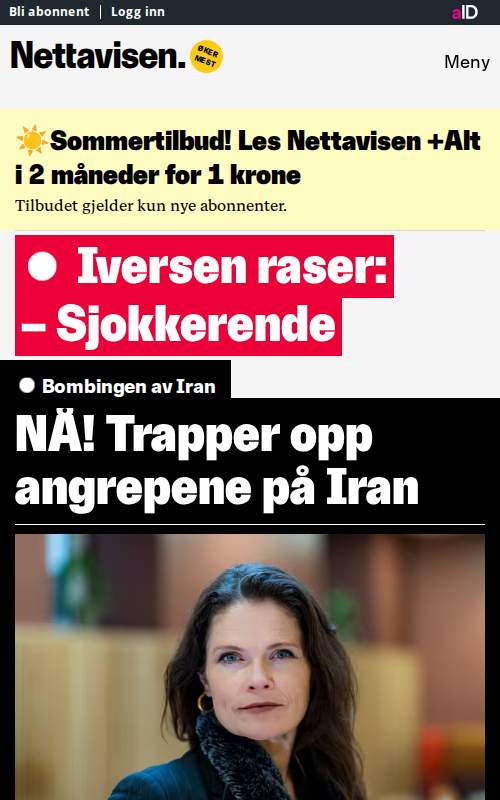 Bli abonnent | Logg inn
aID
Nettavisen.
ØKER
MEST
Meny
☀️Sommertilbud! Les Nettavisen +Alt
i 2 måneder for 1 krone
Tilbudet gjelder kun nye abonnenter.
Iversen raser:
– Sjokkerende
Bombingen av Iran
NÅ! Trapper opp
angrepene på Iran